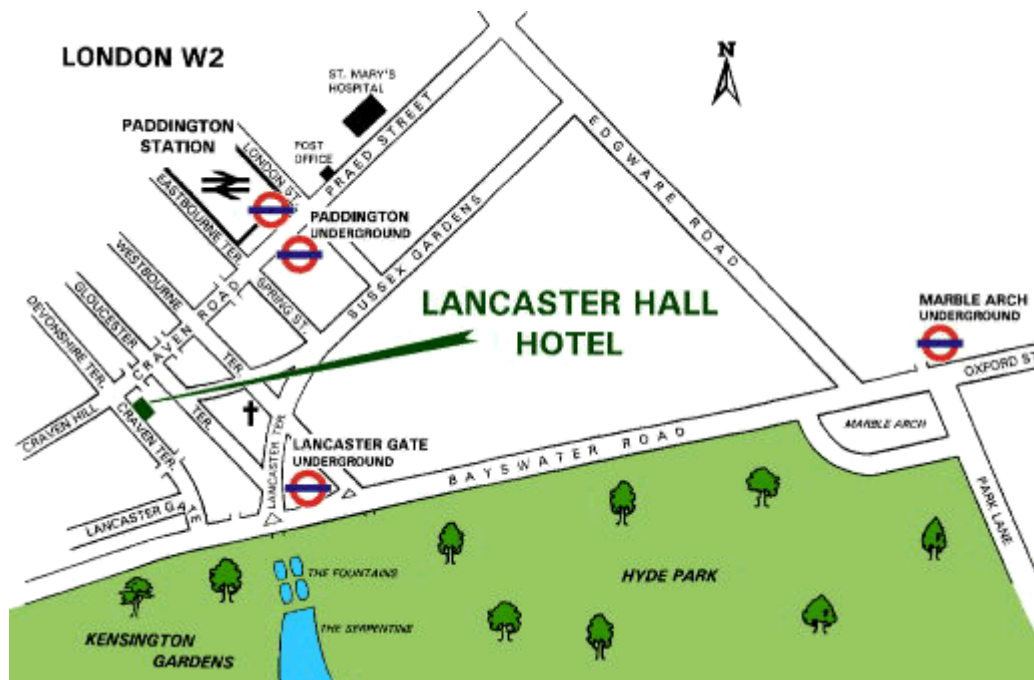 LONDON W2
N
ST. MARY'S
HOSPITAL
PADDINGTON
STATION
POST
OFFICE
LONDON ST.
PRAED STREET
EDGWARE ROAD
EASTBOURNE TER.
PADDINGTON
UNDERGROUND
SUSSEX GARDENS
WESTBOURNE
TER.
GLOUCESTER
TER.
DEVONSHIRE TER.
CRAVEN ROAD
SPRING ST.
LANCASTER HALL
HOTEL
MARBLE ARCH
UNDERGROUND
OXFORD ST
CRAVEN HILL
CRAVEN TER.
MARBLE ARCH
LANCASTER TER.
LANCASTER GATE
UNDERGROUND
BAYSWATER ROAD
LANCASTER GATE
PARK LANE
THE FOUNTAINS
HYDE PARK
THE SERPENTINE
KENSINGTON
GARDENS